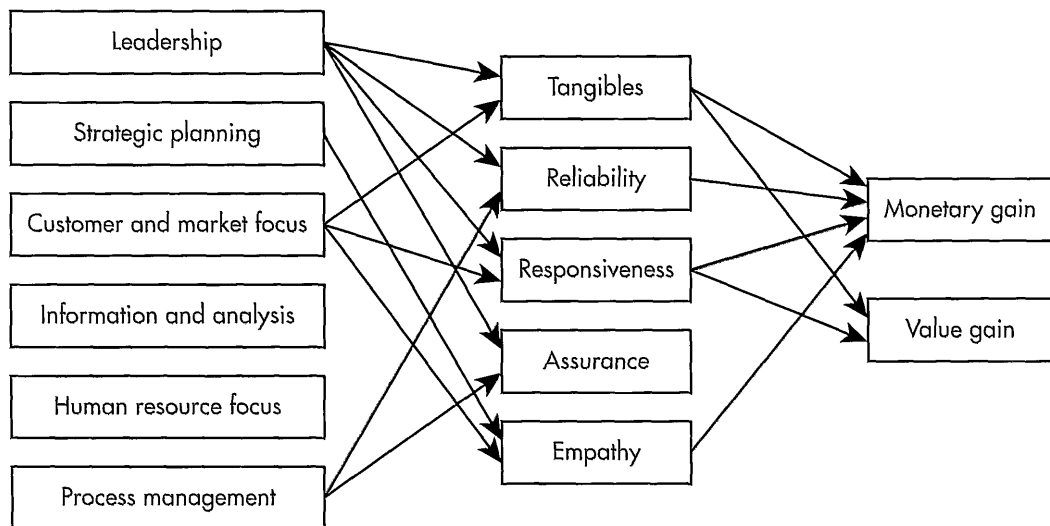 Leadership
Strategic planning
Customer and market focus
Information and analysis
Human resource focus
Process management
Tangibles
Reliability
Responsiveness
Assurance
Empathy
Monetary gain
Value gain